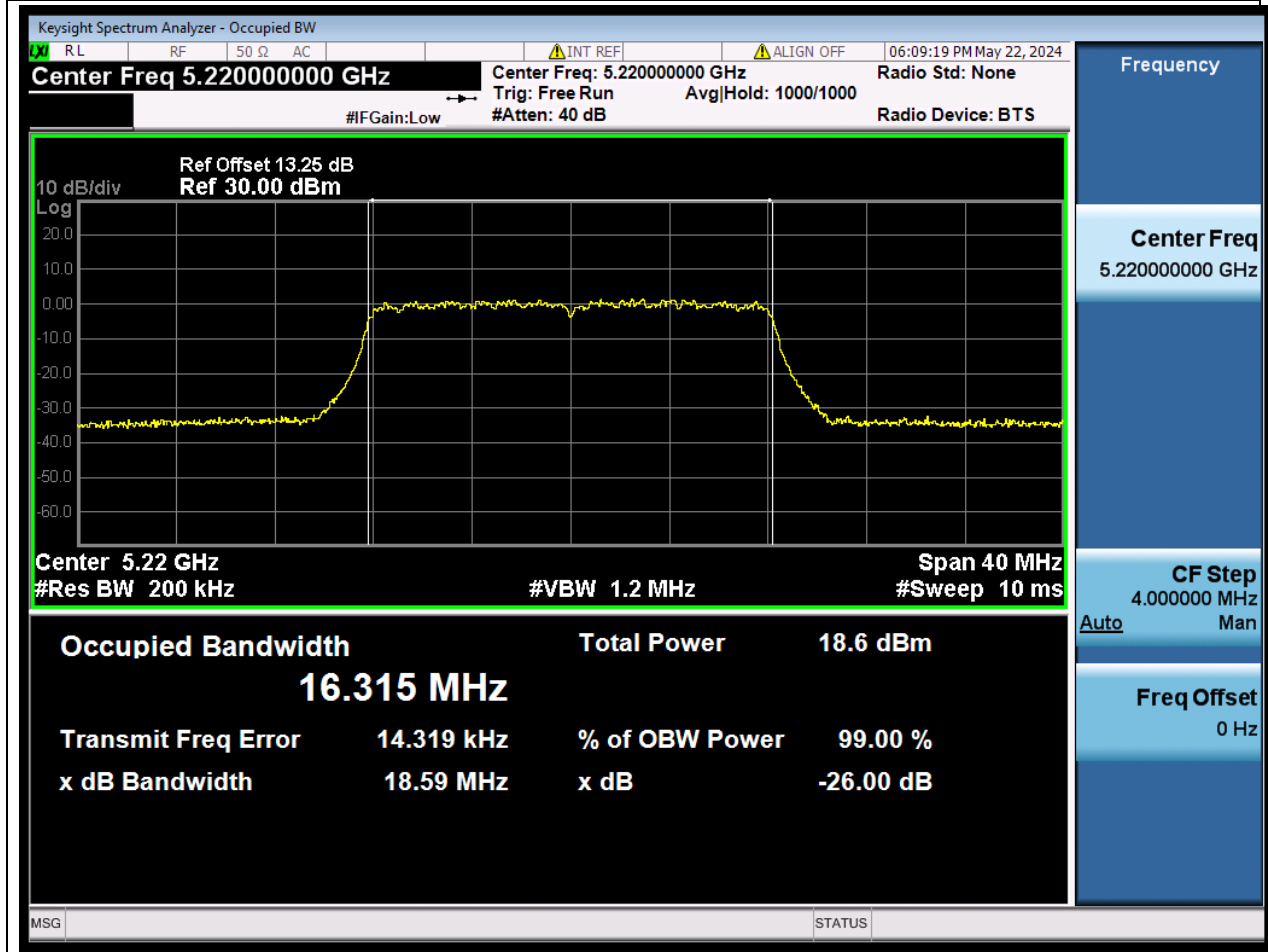 Keysight Spectrum Analyzer - Occupied BW
LXI RL RF 50 Ω AC INT REF ALIGN OFF 06:09:19 PM May 22, 2024
Center Freq 5.220000000 GHz
Center Freq: 5.220000000 GHz
Radio Std: None
Trig: Free Run Avg|Hold: 1000/1000
#IFGain:Low #Atten: 40 dB Radio Device: BTS
Ref Offset 13.25 dB
10 dB/div Ref 30.00 dBm
Log
20.0
10.0
0.00
-10.0
-20.0
-30.0
-40.0
-50.0
-60.0
Center 5.22 GHz Span 40 MHz
#Res BW 200 kHz #VBW 1.2 MHz #Sweep 10 ms
Occupied Bandwidth Total Power 18.6 dBm
16.315 MHz
Transmit Freq Error 14.319 kHz % of OBW Power 99.00 %
x dB Bandwidth 18.59 MHz x dB -26.00 dB
MSG STATUS
Frequency
Center Freq
5.220000000 GHz
CF Step
4.000000 MHz
Auto Man
Freq Offset
0 Hz